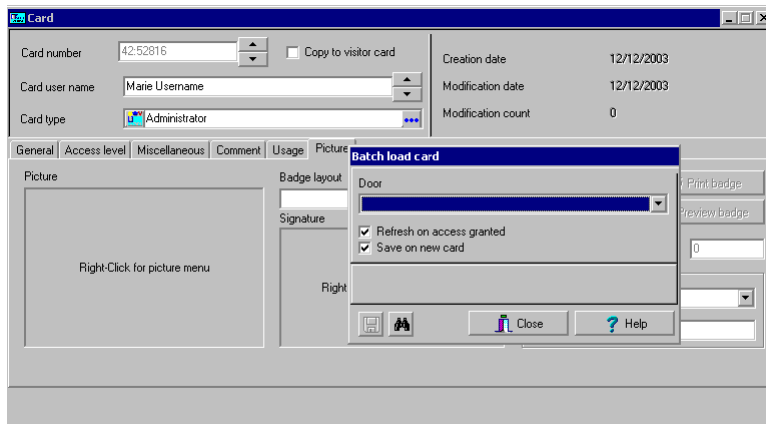 Card
Card number 42:52816 Copy to visitor card
Creation date 12/12/2003
Card user name Marie Username
Modification date 12/12/2003
Card type Administrator
Modification count 0
General Access level Miscellaneous Comment Usage Picture
Picture
Right-Click for picture menu
Badge layout
Signature
Right
Batch load card
Door
Refresh on access granted
Save on new card
Close Help
Print badge
Preview badge
0